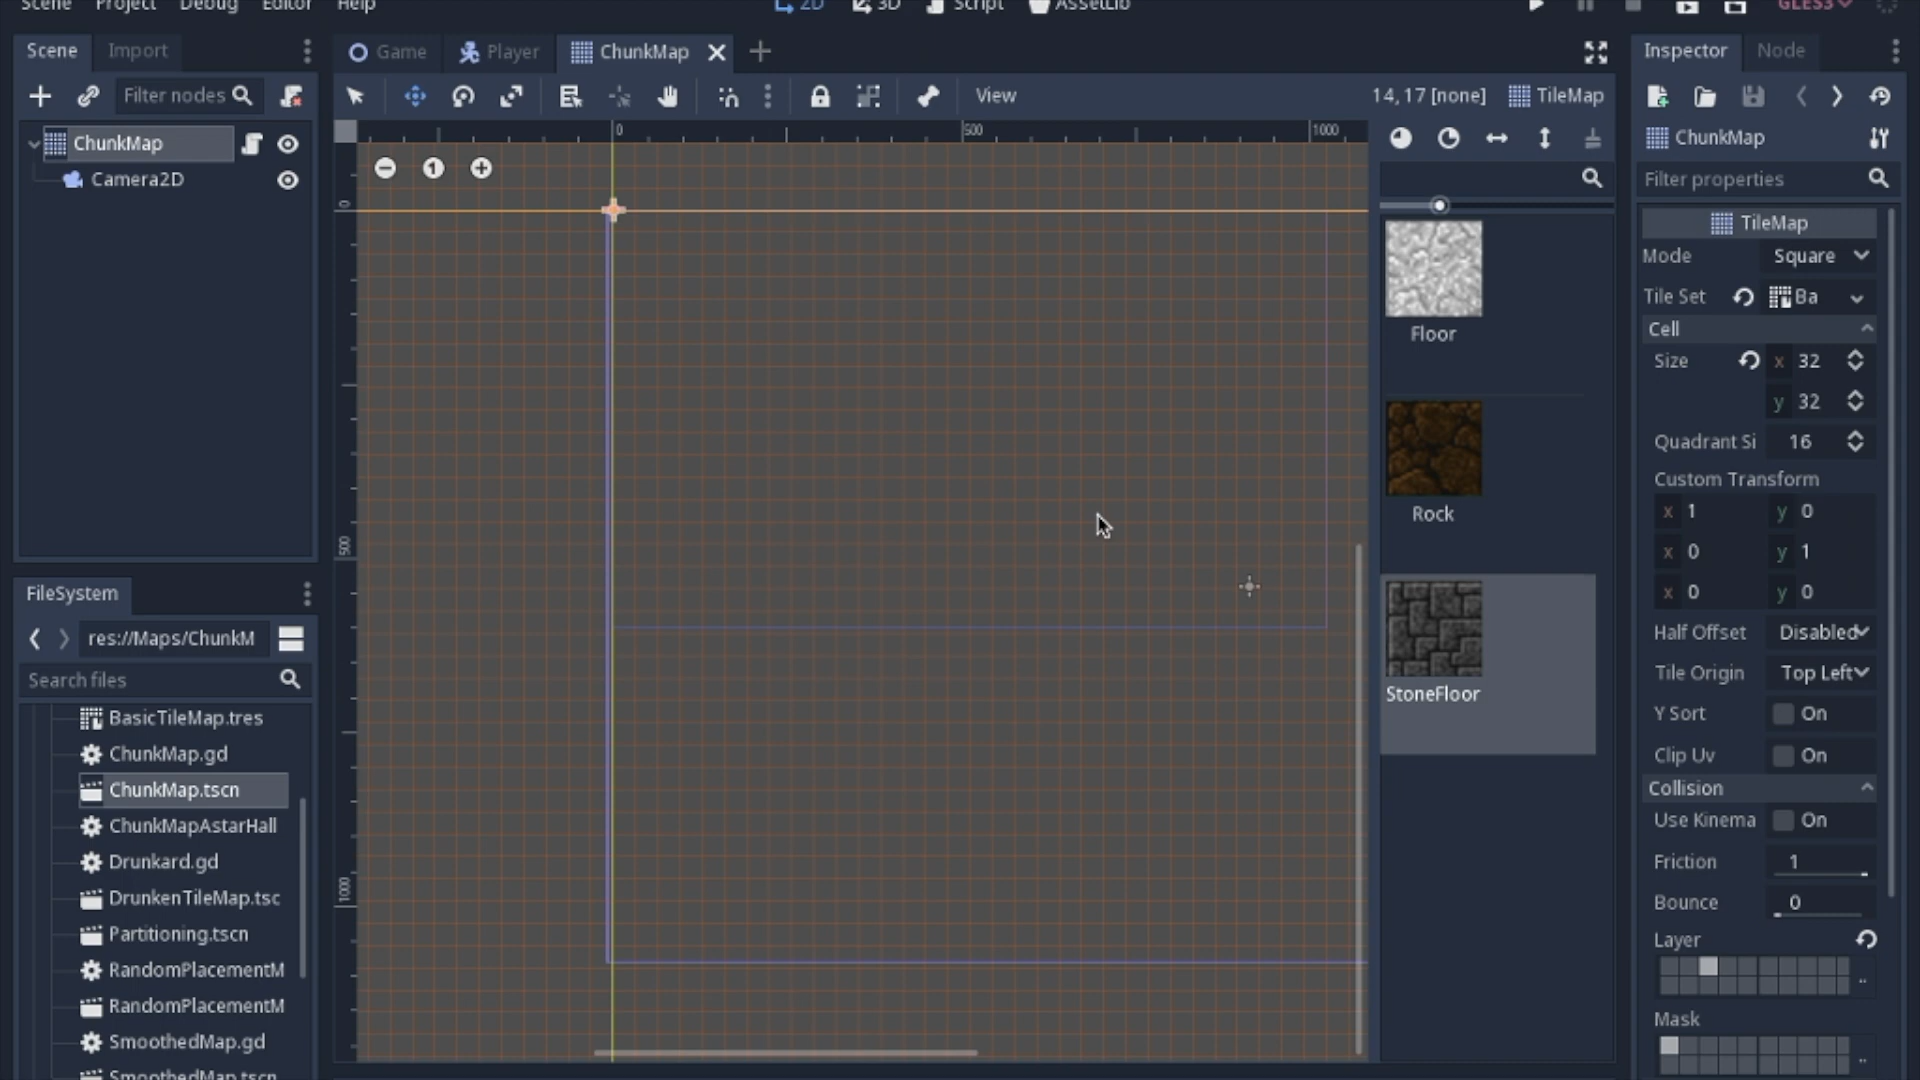 Scene Project Debug Editor Help
2D 3D Script AssetLib
GLES3
Scene Import
Filter nodes
ChunkMap
Camera2D
Game Player ChunkMap
View
14, 17 [none] TileMap
0 500 1000
0
500
1000
1
Floor
Rock
StoneFloor
FileSystem
res://Maps/ChunkM
Search files
BasicTileMap.tres
ChunkMap.gd
ChunkMap.tscn
ChunkMapAstarHall
Drunkard.gd
DrunkenTileMap.tsc
Partitioning.tscn
RandomPlacementM
RandomPlacementM
SmoothedMap.gd
SmoothedMap.tscn
Inspector Node
ChunkMap
Filter properties
TileMap
Mode Square
Tile Set Ba
Cell
Size x 32
y 32
Quadrant Si 16
Custom Transform
x 1 y 0
x 0 y 1
x 0 y 0
Half Offset Disabled
Tile Origin Top Left
Y Sort On
Clip Uv On
Collision
Use Kinema On
Friction 1
Bounce 0
Layer
..
Mask
..